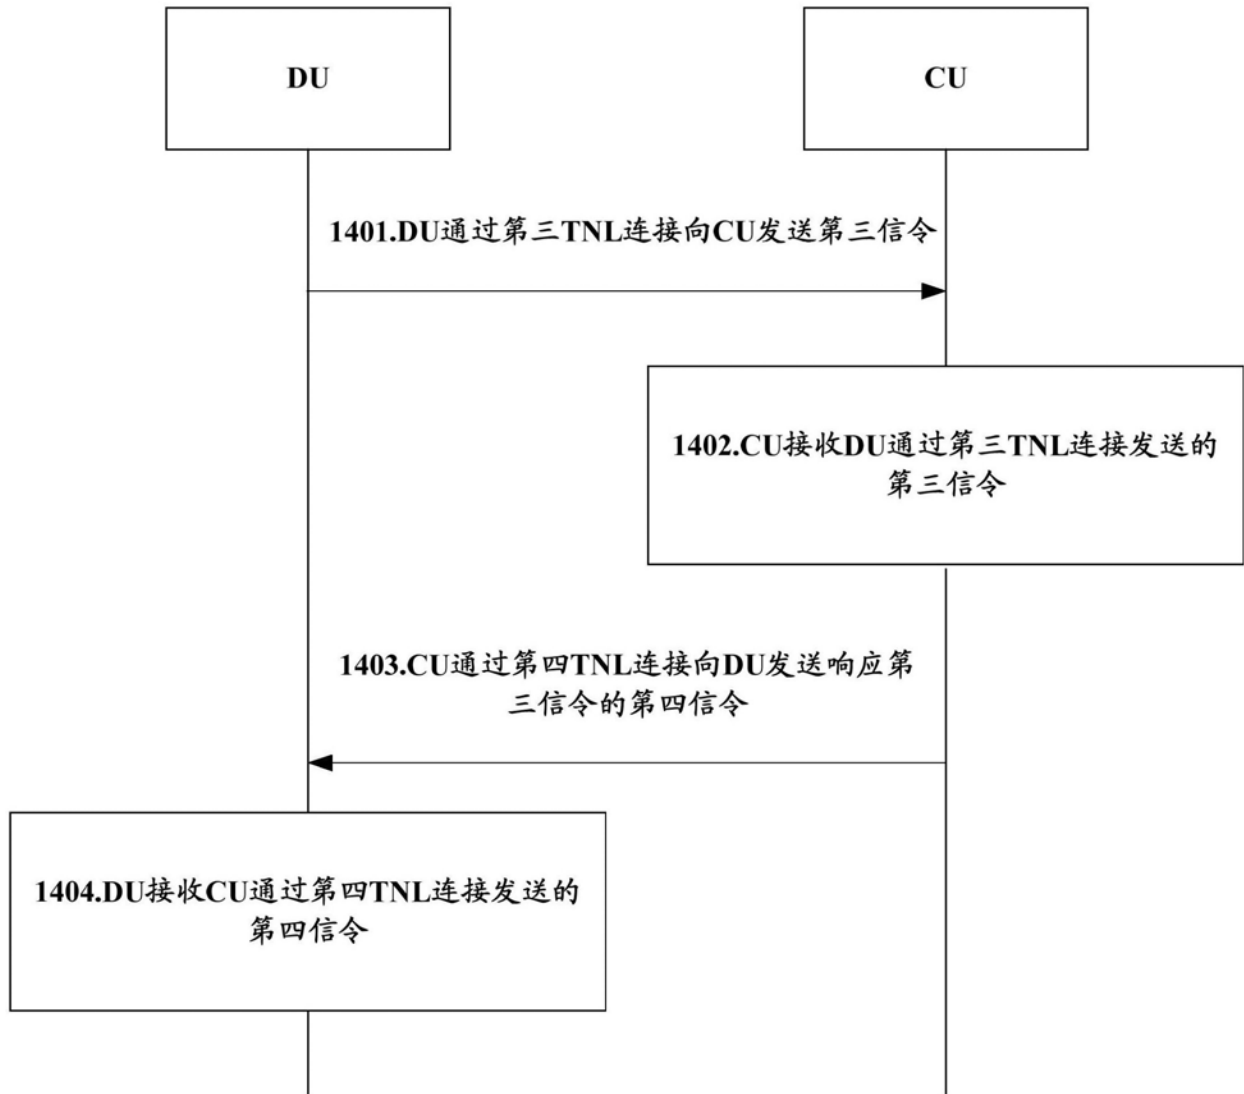 DU
CU
1401.DU通过第三TNL连接向CU发送第三信令
1402.CU接收DU通过第三TNL连接发送的
第三信令
1403.CU通过第四TNL连接向DU发送响应第
三信令的第四信令
1404.DU接收CU通过第四TNL连接发送的
第四信令